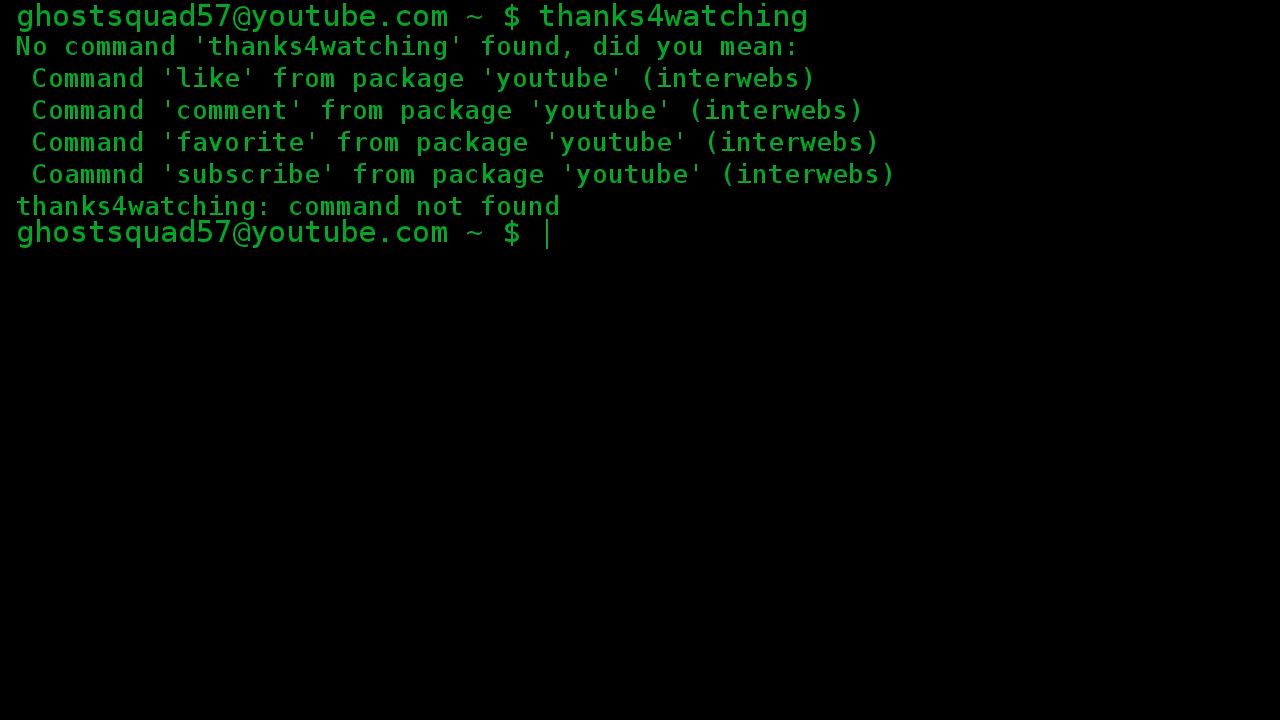 ghostsquad57@youtube.com ~ $ thanks4watching
No command 'thanks4watching' found, did you mean:
 Command 'like' from package 'youtube' (interwebs)
 Command 'comment' from package 'youtube' (interwebs)
 Command 'favorite' from package 'youtube' (interwebs)
 Coammnd 'subscribe' from package 'youtube' (interwebs)
thanks4watching: command not found
ghostsquad57@youtube.com ~ $ |